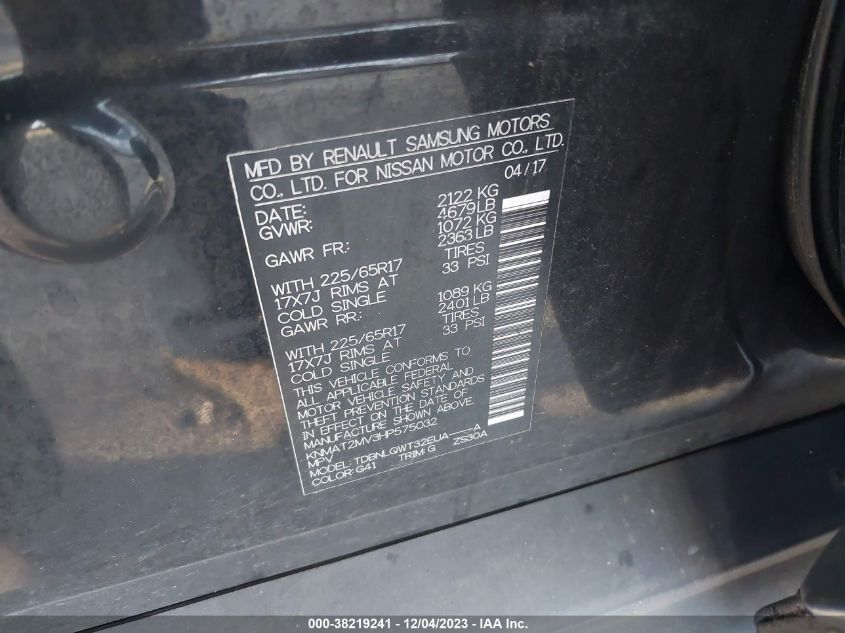 MFD BY RENAULT SAMSUNG MOTORS
CO., LTD. FOR NISSAN MOTOR CO., LTD.
DATE: 04/17
GVWR: 2122 KG
4679LB
GAWR FR: 1072 KG
2363 LB
WITH 225/65R17 TIRES
17X7J RIMS AT 33 PSI
COLD SINGLE
GAWR RR: 1089 KG
2401 LB
WITH 225/65R17 TIRES
17X7J RIMS AT 33 PSI
COLD SINGLE
THIS VEHICLE CONFORMS TO
ALL APPLICABLE FEDERAL
MOTOR VEHICLE SAFETY AND
THEFT PREVENTION STANDARDS
IN EFFECT ON THE DATE OF
MANUFACTURE SHOWN ABOVE.
KNMAT2MV3HP575032
MPV
MODEL: TDBNLQWT32EUA-----A
COLOR: G41 TRIM: G ZS30A
000-38219241 - 12/04/2023 - IAA Inc.